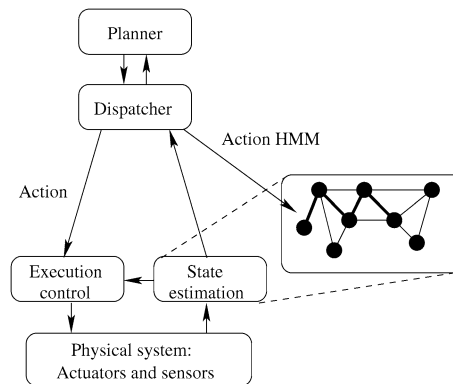 Planner
Dispatcher
Action HMM
Action
Execution
control
State
estimation
Physical system:
Actuators and sensors